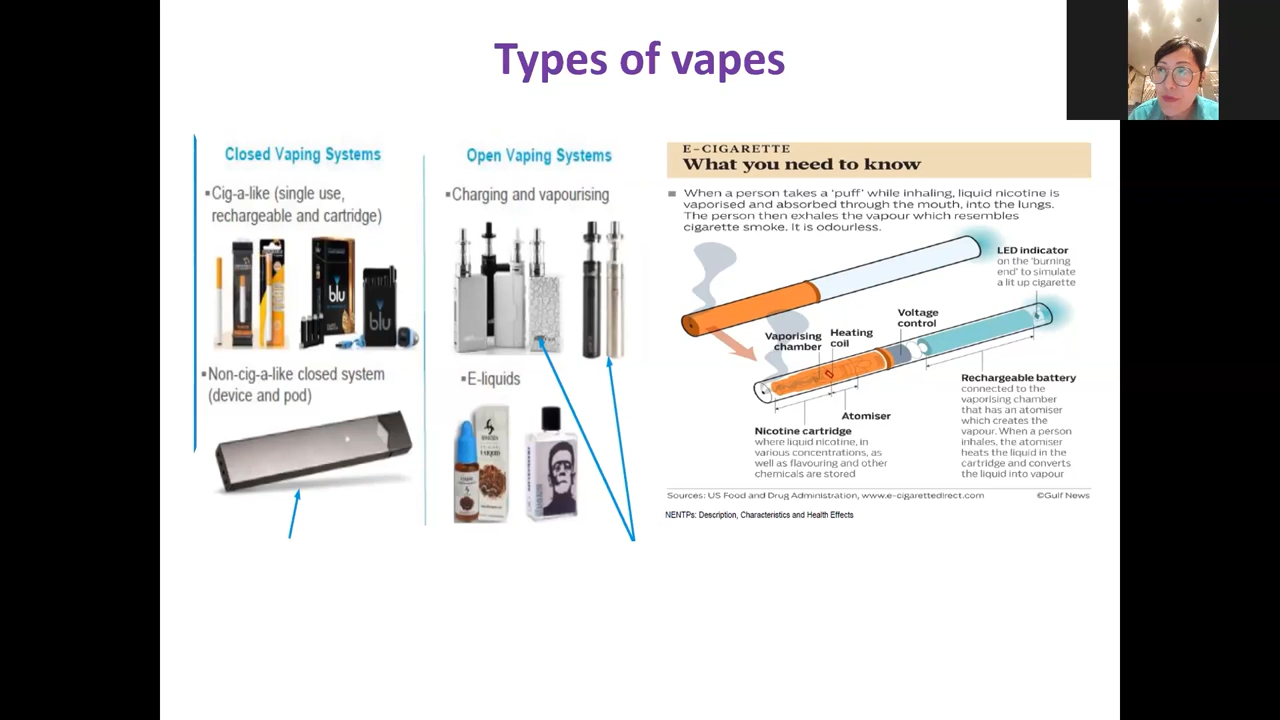 Types of vapes
Closed Vaping Systems
▪Cig-a-like (single use,
rechargeable and cartridge)
blu
blu
▪Non-cig-a-like closed system
(device and pod)
Open Vaping Systems
▪Charging and vapourising
▪E-liquids
E-CIGARETTE
What you need to know
When a person takes a 'puff' while inhaling, liquid nicotine is
vaporised and absorbed through the mouth, into the lungs.
The person then exhales the vapour which resembles
cigarette smoke. It is odourless.
LED indicator
on the 'burning
end' to simulate
a lit up cigarette
Voltage
control
Vaporising
chamber
Heating
coil
Atomiser
Nicotine cartridge
where liquid nicotine, in
various concentrations, as
well as flavouring and other
chemicals are stored
Rechargeable battery
connected to the
vaporising chamber
that has an atomiser
which creates the
vapour. When a person
inhales, the atomiser
heats the liquid in the
cartridge and converts
the liquid into vapour
Sources: US Food and Drug Administration, www.e-cigarettedirect.com
©Gulf News
NENTPs: Description, Characteristics and Health Effects